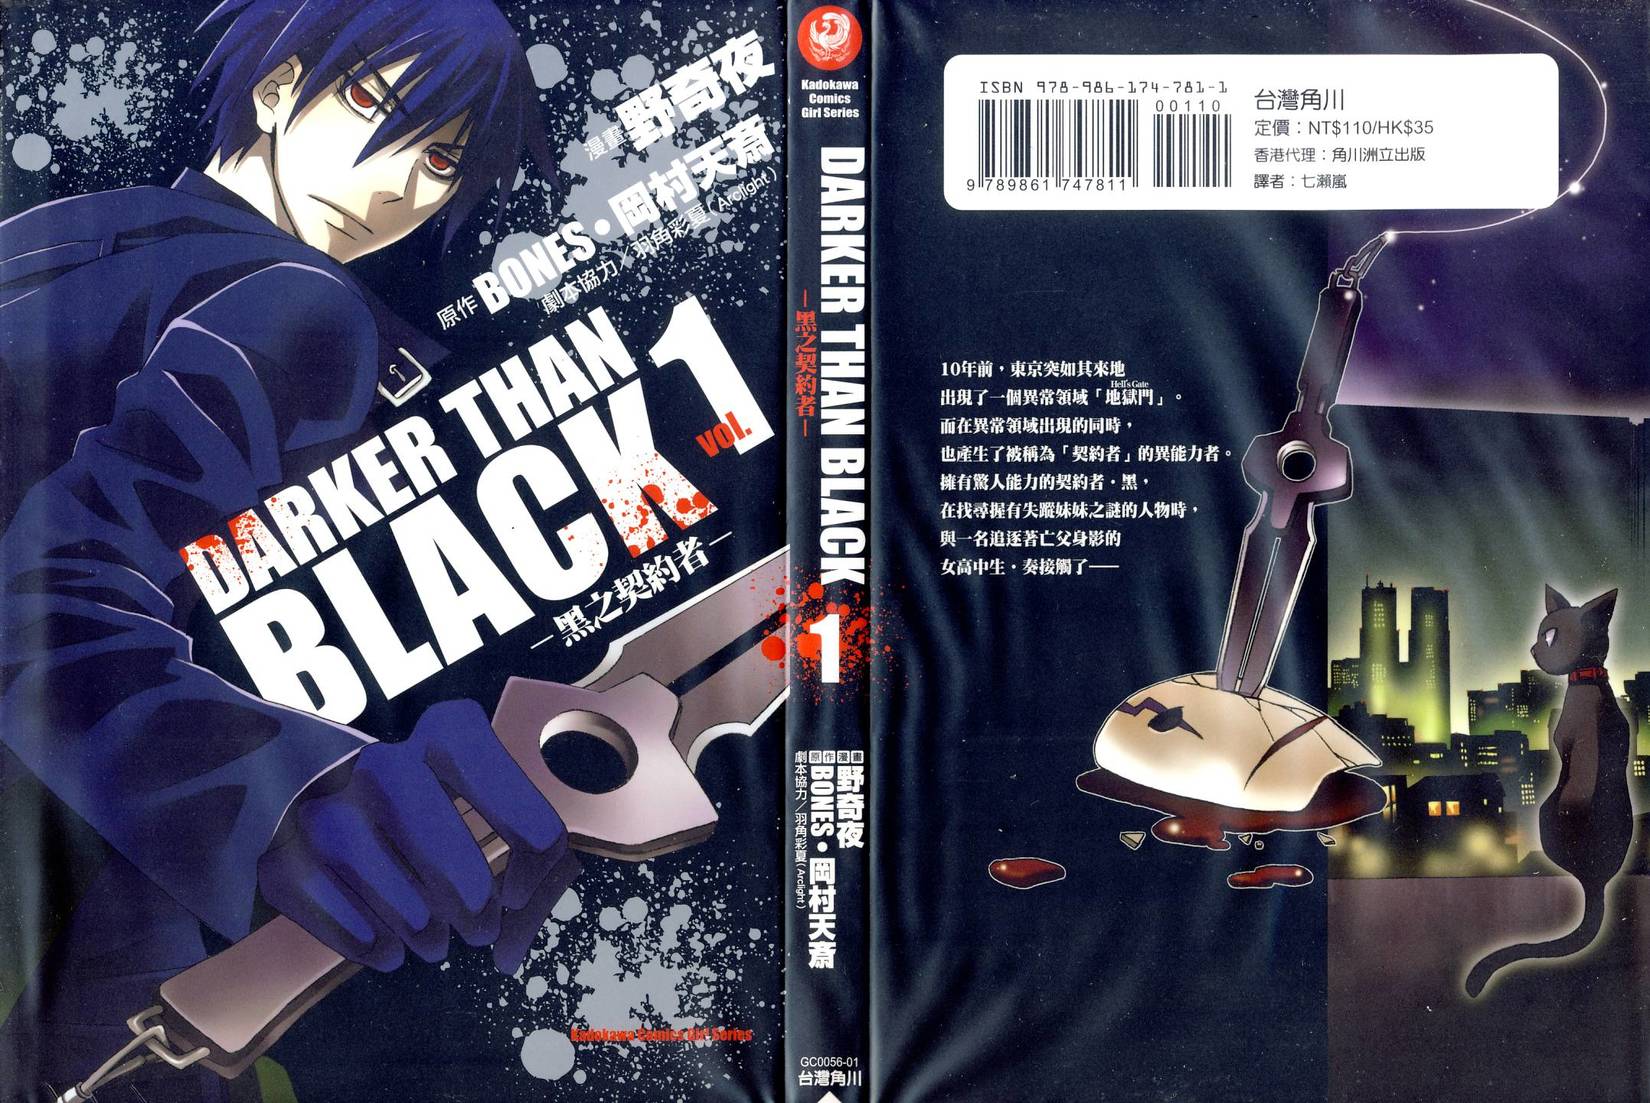 漫畫 野奇夜
原作 BONES・岡村天斎
劇本協力／羽角彩夏(Arclight)
DARKER THAN
BLACK
vol. 1
—黑之契約者—
Kadokawa Comics Girl Series
Kadokawa
Comics
Girl Series
DARKER THAN BLACK
—黑之契約者—
1
漫畫 野奇夜
原作 BONES・岡村天斎
劇本協力／羽角彩夏(Arclight)
GC0056-01
台灣角川
ISBN 978-986-174-781-1
00110
9 789861 747811
台灣角川
定價：NT$110/HK$35
香港代理：角川洲立出版
譯者：七瀨嵐
10年前，東京突如其來地
Hell's Gate
出現了一個異常領域「地獄門」。
而在異常領域出現的同時，
也產生了被稱為「契約者」的異能力者。
擁有驚人能力的契約者・黑，
在找尋握有失蹤妹妹之謎的人物時，
與一名追逐著亡父身影的
女高中生・奏接觸了——